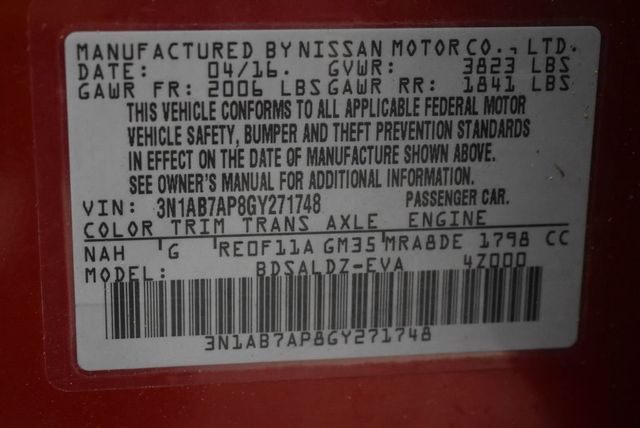 MANUFACTURED BY NISSAN MOTOR CO., LTD.
DATE: 04/16. GVWR: 3823 LBS
GAWR FR: 2006 LBS GAWR RR: 1841 LBS
THIS VEHICLE CONFORMS TO ALL APPLICABLE FEDERAL MOTOR
VEHICLE SAFETY, BUMPER AND THEFT PREVENTION STANDARDS
IN EFFECT ON THE DATE OF MANUFACTURE SHOWN ABOVE.
SEE OWNER'S MANUAL FOR ADDITIONAL INFORMATION.
VIN: 3N1AB7AP8GY271748 PASSENGER CAR.
COLOR TRIM TRANS AXLE ENGINE
NAH G RE0F11A GM35 MRA8DE 1798 CC
MODEL: BDSALDZ-EVA 4Z000
3N1AB7AP8GY271748